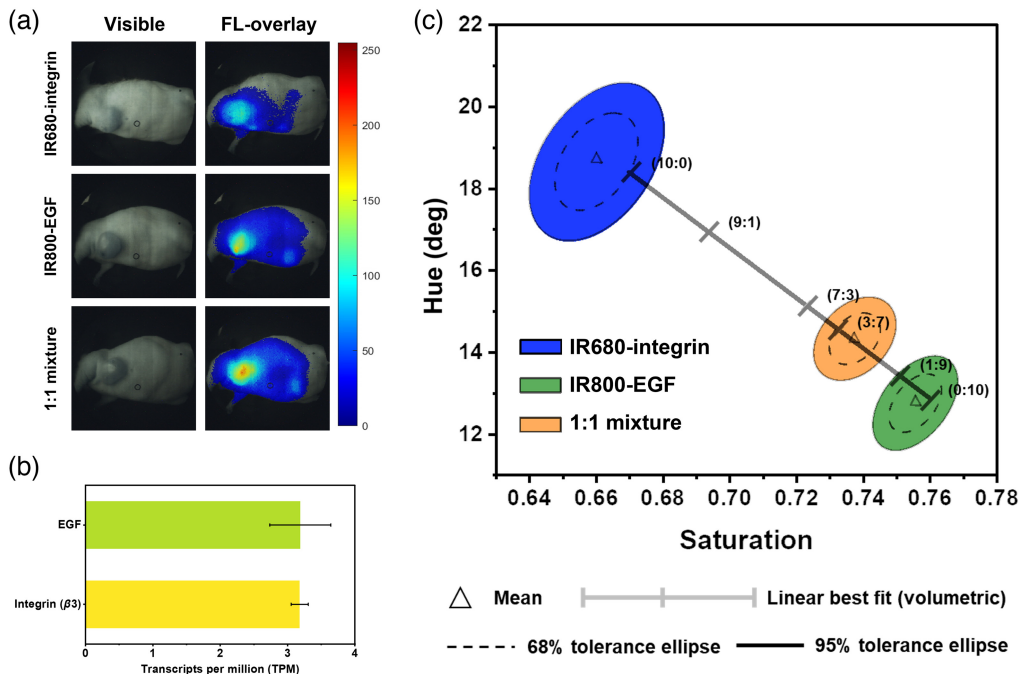 (a)
Visible
FL-overlay
IR680-integrin
IR800-EGF
1:1 mixture
250
200
150
100
50
0
(b)
EGF
Integrin (β3)
0
1
2
3
4
Transcripts per million (TPM)
(c)
22
20
18
16
14
12
Hue (deg)
(10:0)
(9:1)
(7:3)
(3:7)
(1:9)
(0:10)
IR680-integrin
IR800-EGF
1:1 mixture
0.64
0.66
0.68
0.70
0.72
0.74
0.76
0.78
Saturation
Mean
Linear best fit (volumetric)
68% tolerance ellipse
95% tolerance ellipse